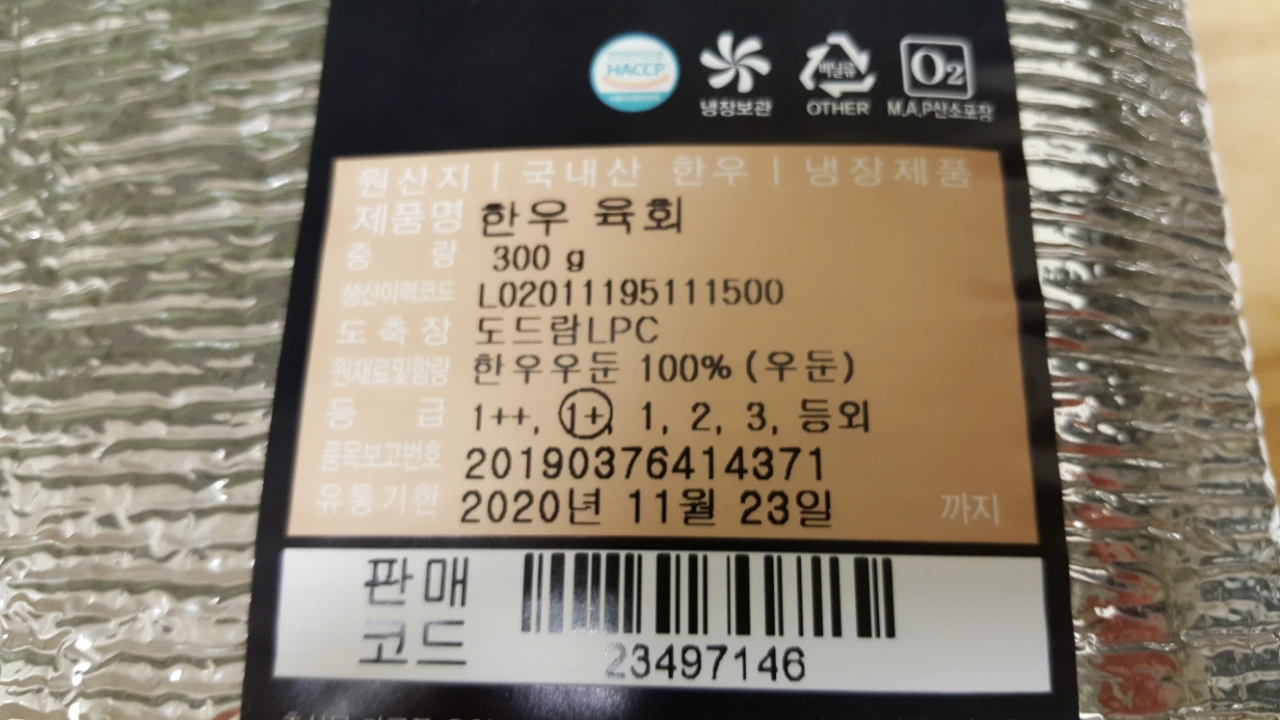 HACCP
냉장보관
비닐류
OTHER
O2
M.A.P산소포장
원산지 | 국내산 한우 | 냉장제품
제품명 한우 육회
중 량 300 g
생산이력코드 L02011195111500
도축장 도드람LPC
원재료및함량 한우우둔 100% (우둔)
등 급 1++, 1+, 1, 2, 3, 등외
품목보고번호 20190376414371
유통기한 2020년 11월 23일 까지
판매
코드
23497146